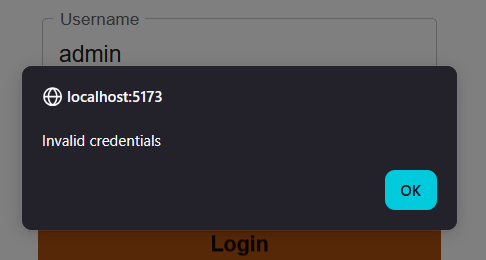 Username
admin
localhost:5173
Invalid credentials
OK
Login